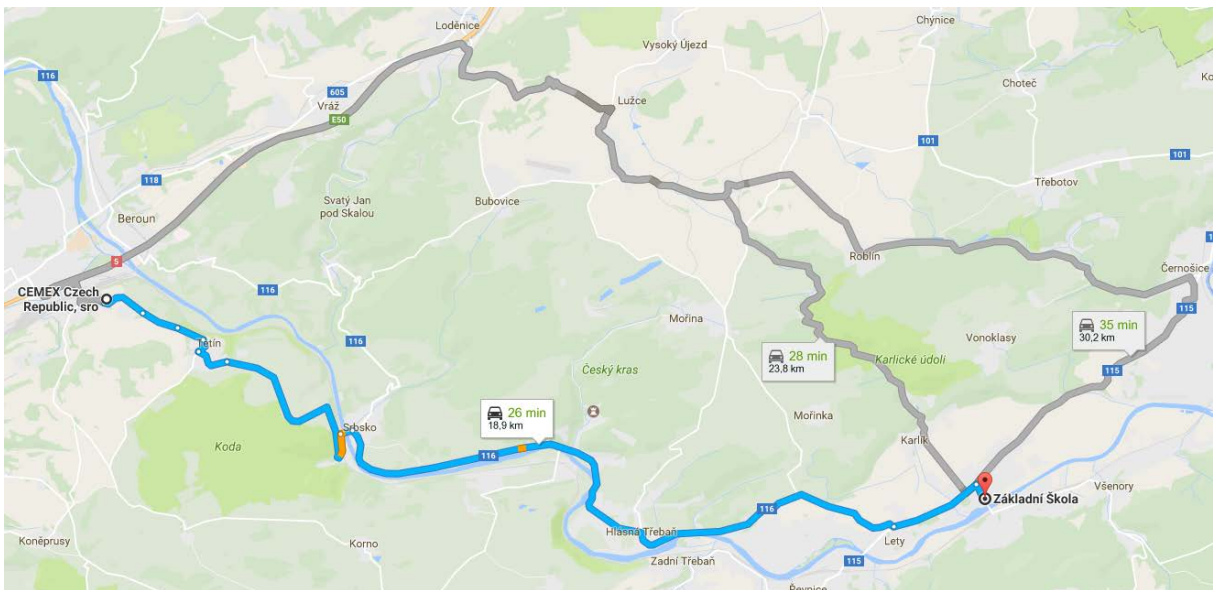 Loděnice
Chýnice
Vysoký Újezd
116
Choteč
605
Vráž
Lužce
E50
101
101
118
Třebotov
Svatý Jan
pod Skalou
Bubovice
Beroun
Roblín
5
Černošice
116
CEMEX Czech
Republic, sro
115
Mořina
35 min
30,2 km
Tetín
116
Vonoklasy
28 min
23,8 km
Karlické údolí
Český kras
115
26 min
18,9 km
Mořinka
Srbsko
Koda
Karlík
116
Všenory
Základní Škola
116
Hlasná Třebaň
Koněprusy
Korno
Lety
Zadní Třebaň
115
Řevnice